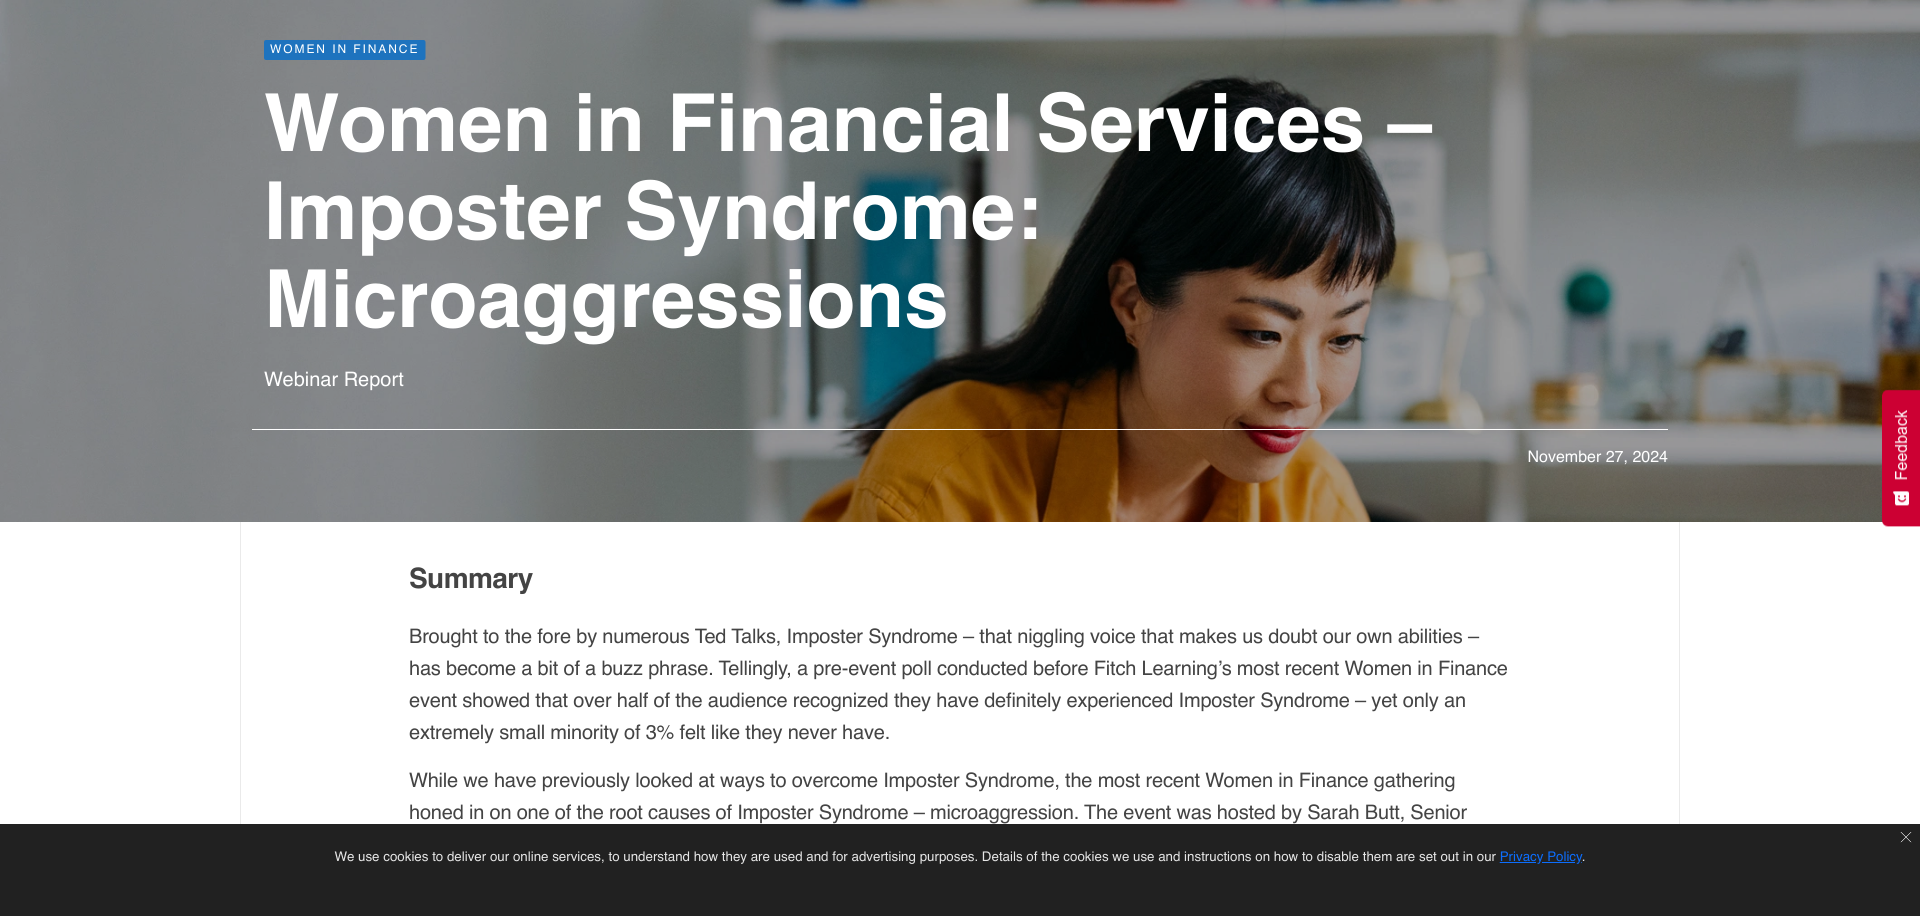 WOMEN IN FINANCE
Women in Financial Services –
Imposter Syndrome:
Microaggressions
Webinar Report
November 27, 2024
Feedback
Summary
Brought to the fore by numerous Ted Talks, Imposter Syndrome – that niggling voice that makes us doubt our own abilities –
has become a bit of a buzz phrase. Tellingly, a pre-event poll conducted before Fitch Learning’s most recent Women in Finance
event showed that over half of the audience recognized they have definitely experienced Imposter Syndrome – yet only an
extremely small minority of 3% felt like they never have.
While we have previously looked at ways to overcome Imposter Syndrome, the most recent Women in Finance gathering
honed in on one of the root causes of Imposter Syndrome – microaggression. The event was hosted by Sarah Butt, Senior
We use cookies to deliver our online services, to understand how they are used and for advertising purposes. Details of the cookies we use and instructions on how to disable them are set out in our Privacy Policy.